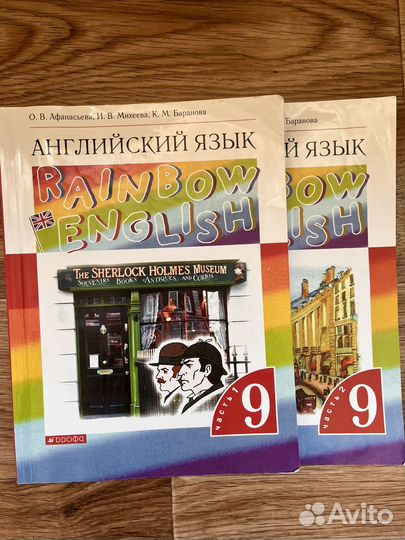 О. В. Афанасьева, И. В. Михеева, К. М. Баранова
АНГЛИЙСКИЙ ЯЗЫК
RAINBOW
ENGLISH
THE SHERLOCK HOLMES MUSEUM
SOUVENIRS BOOKS ANTIQUES AND CURIOS
часть 1
9
ДРОФА
Баранова
Й ЯЗЫК
BOW
ISH
часть 2
9
Avito